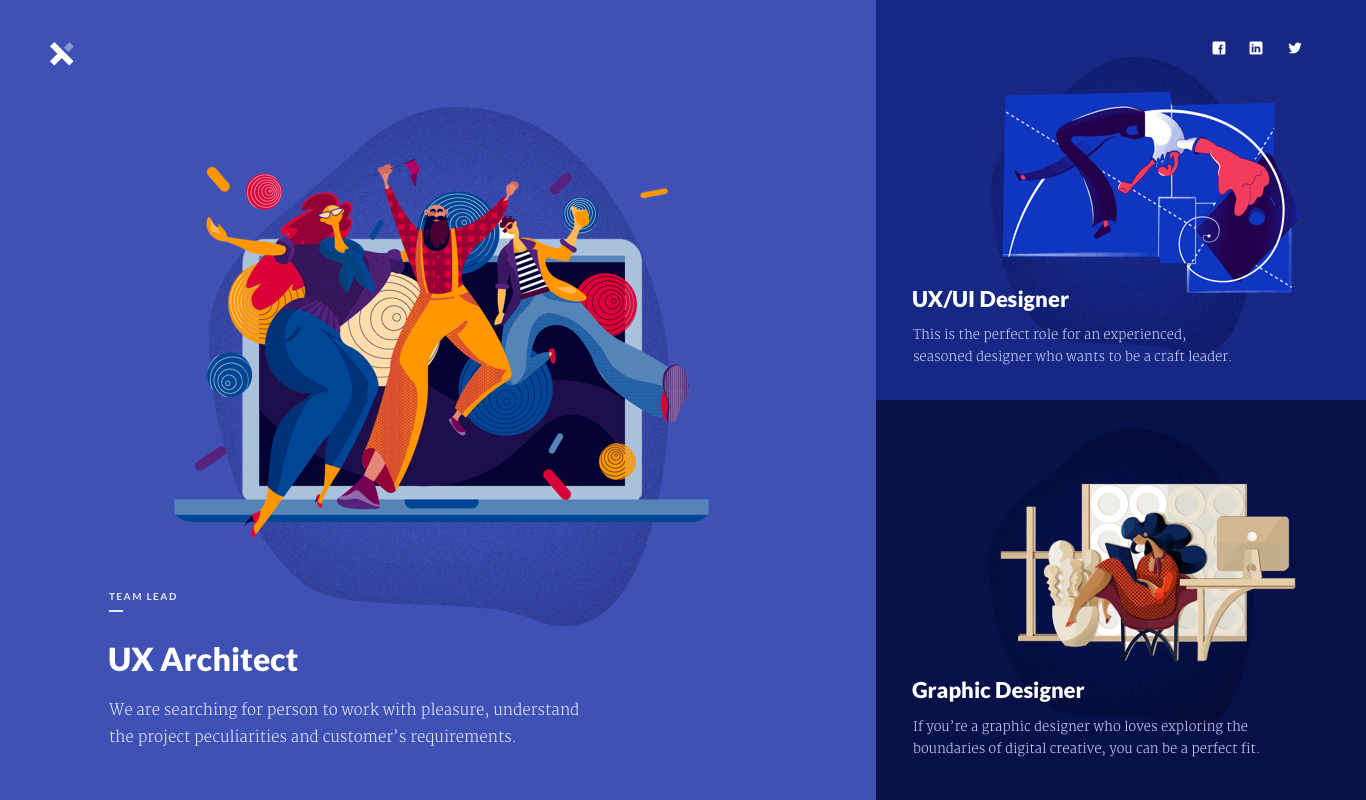 TEAM LEAD
UX Architect
We are searching for person to work with pleasure, understand
the project peculiarities and customer’s requirements.
UX/UI Designer
This is the perfect role for an experienced,
seasoned designer who wants to be a craft leader.
Graphic Designer
If you’re a graphic designer who loves exploring the
boundaries of digital creative, you can be a perfect fit.